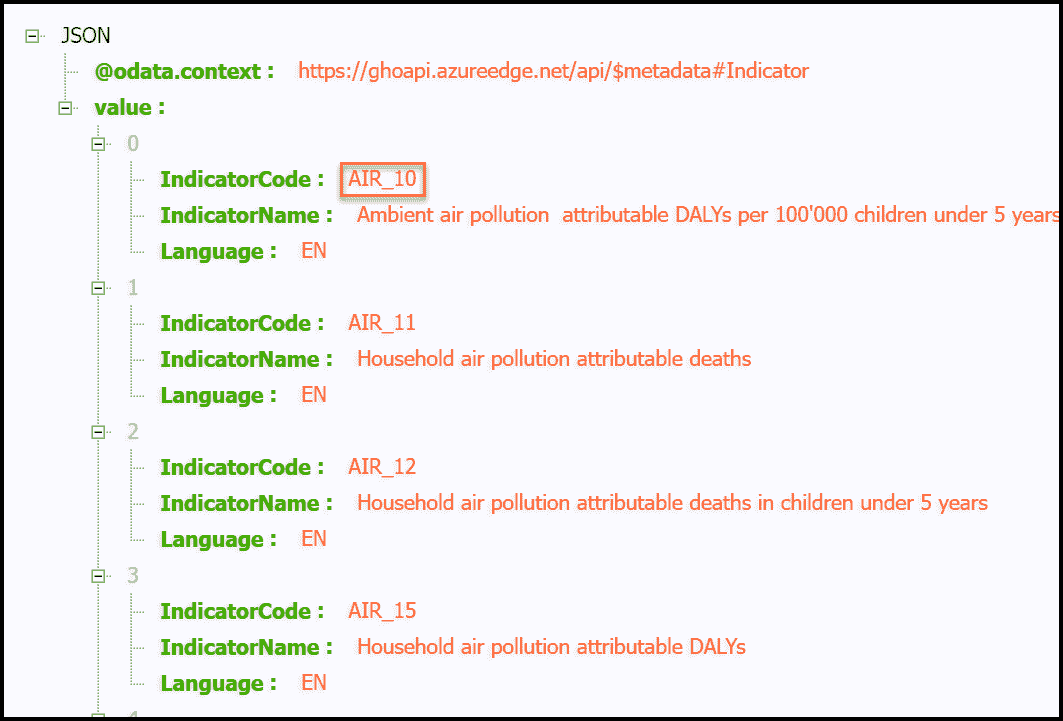 JSON
@odata.context : https://ghoapi.azureedge.net/api/$metadata#Indicator
value :
0
IndicatorCode : AIR_10
IndicatorName : Ambient air pollution  attributable DALYs per 100'000 children under 5 years
Language : EN
1
IndicatorCode : AIR_11
IndicatorName : Household air pollution attributable deaths
Language : EN
2
IndicatorCode : AIR_12
IndicatorName : Household air pollution attributable deaths in children under 5 years
Language : EN
3
IndicatorCode : AIR_15
IndicatorName : Household air pollution attributable DALYs
Language : EN